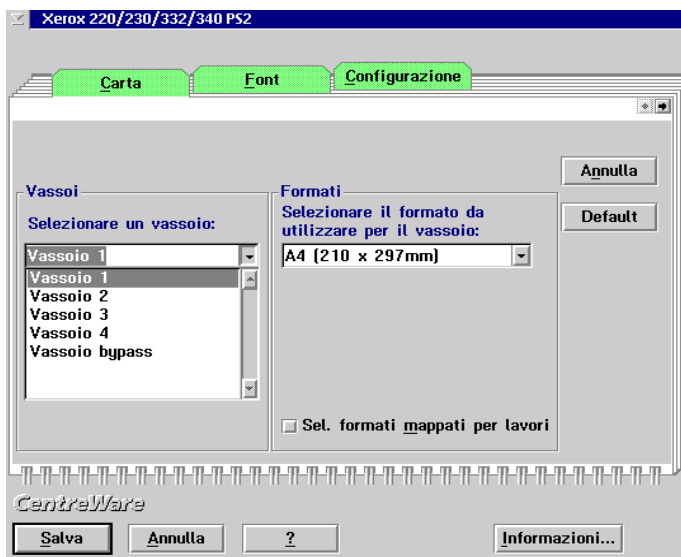 Xerox 220/230/332/340 PS2
Carta
Font
Configurazione
Annulla
Default
Vassoi
Selezionare un vassoio:
Vassoio 1
Vassoio 1
Vassoio 2
Vassoio 3
Vassoio 4
Vassoio bypass
Formati
Selezionare il formato da
utilizzare per il vassoio:
A4 (210 x 297mm)
Sel. formati mappati per lavori
CentreWare
Salva
Annulla
?
Informazioni...